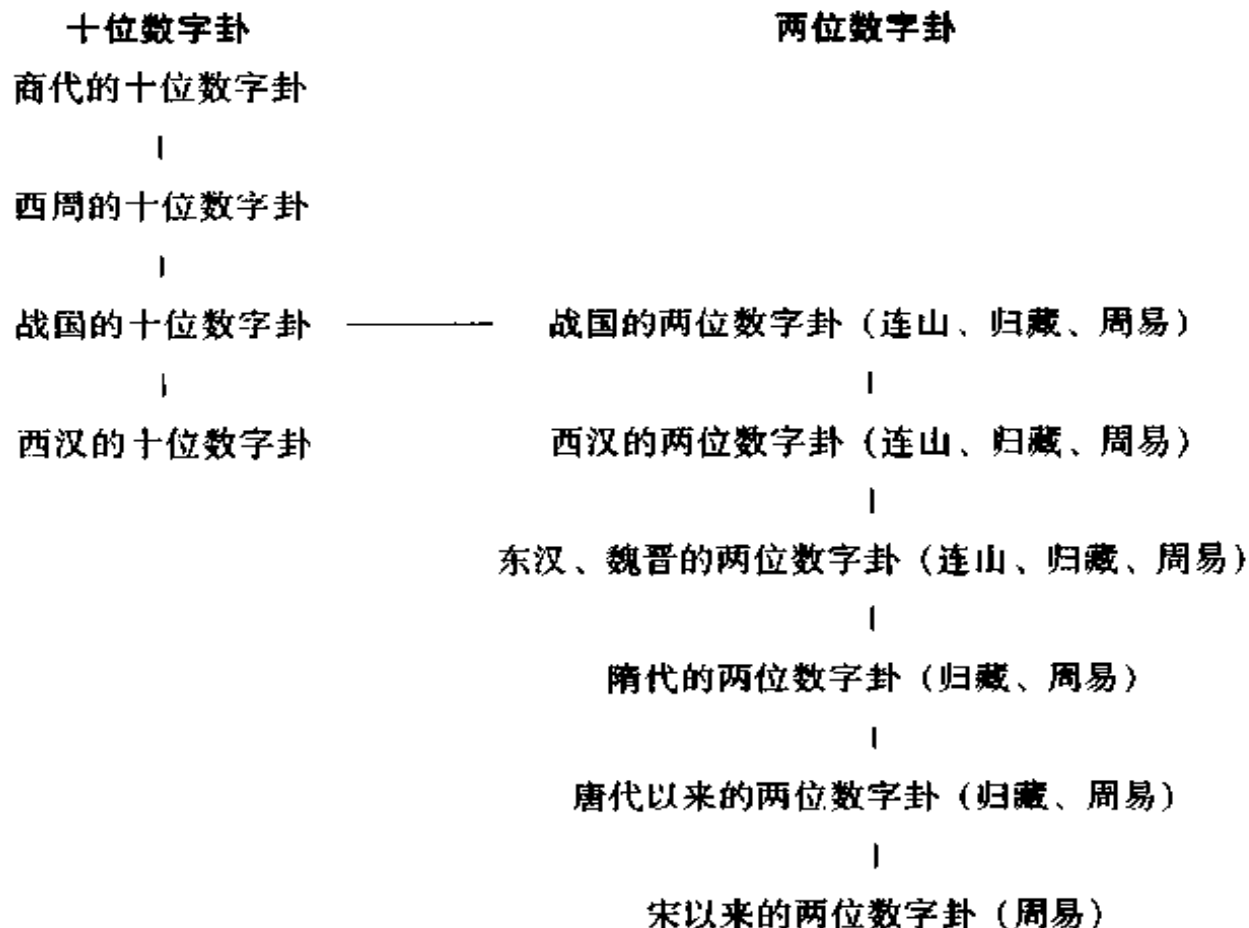 十位数字卦 两位数字卦
商代的十位数字卦
西周的十位数字卦
战国的十位数字卦 战国的两位数字卦（连山、归藏、周易）
西汉的十位数字卦 西汉的两位数字卦（连山、归藏、周易）
东汉、魏晋的两位数字卦（连山、归藏、周易）
隋代的两位数字卦（归藏、周易）
唐代以来的两位数字卦（归藏、周易）
宋以来的两位数字卦（周易）